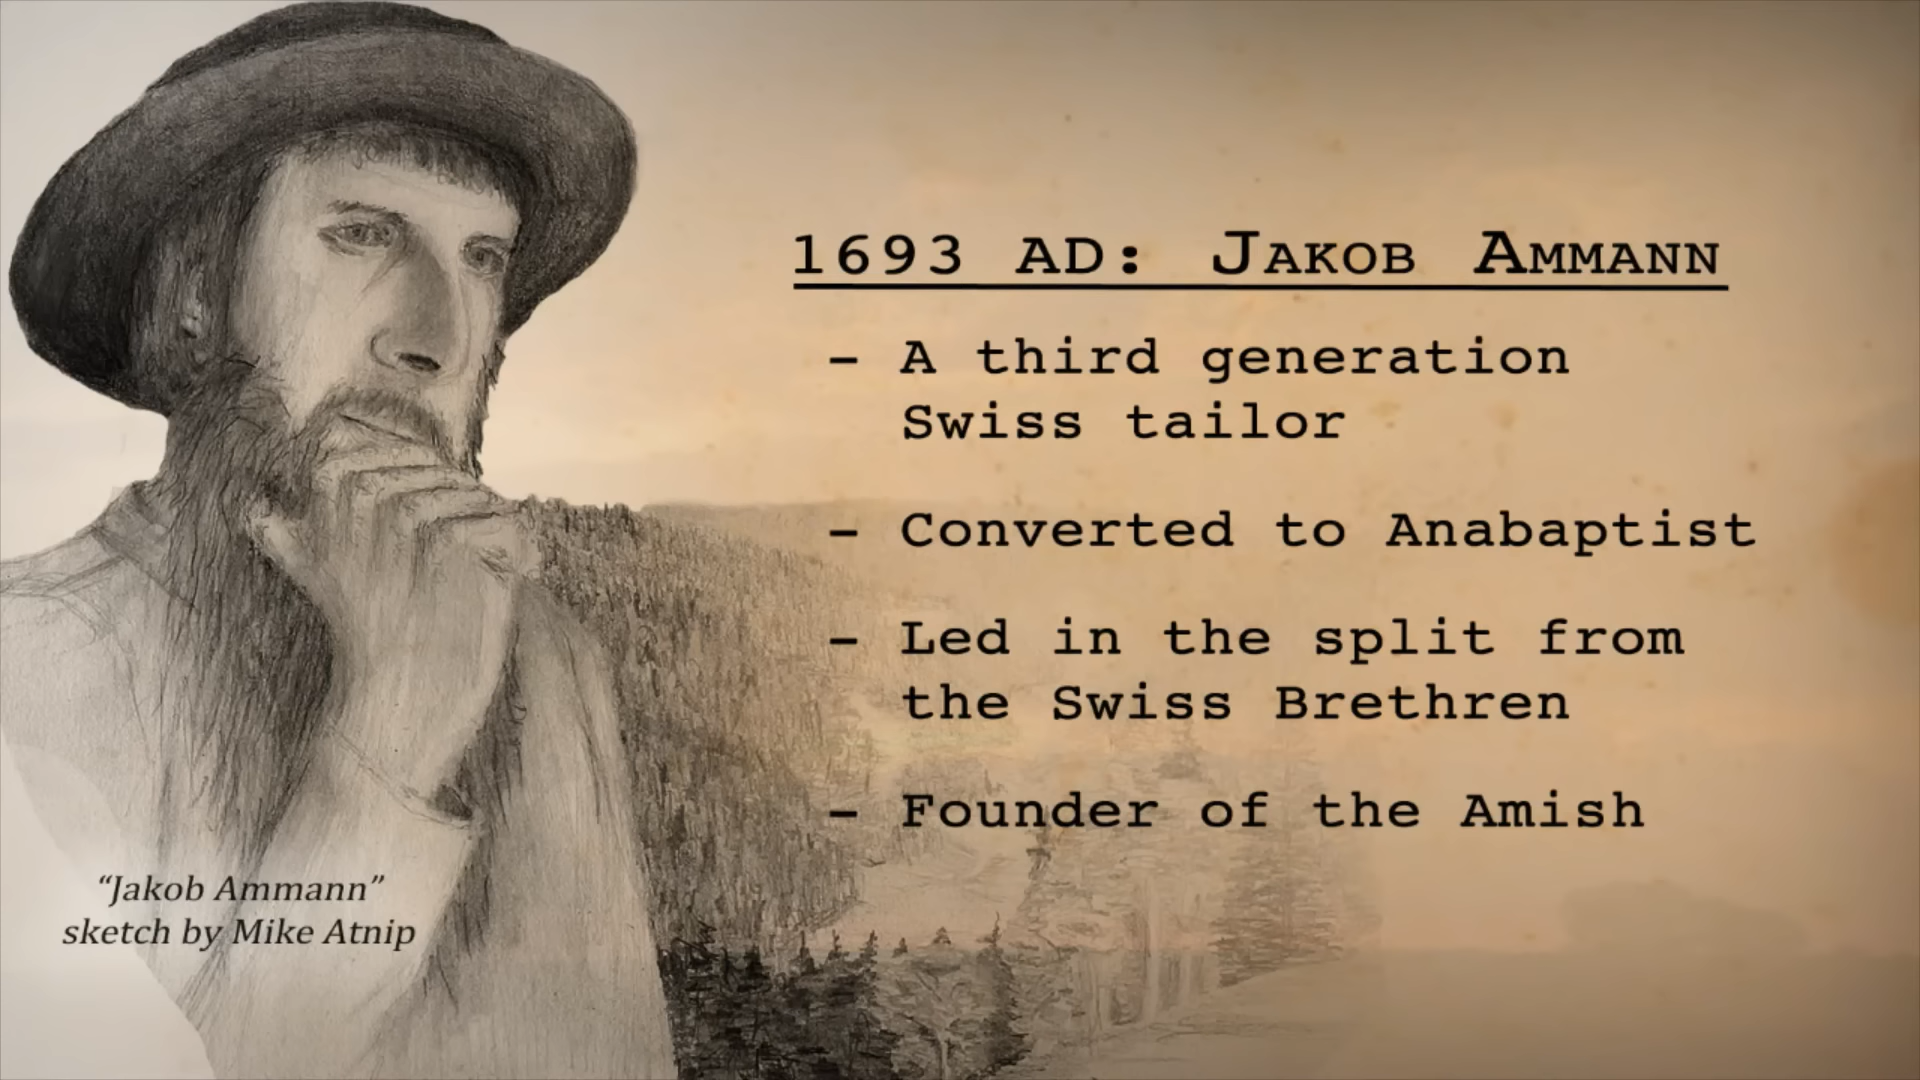 1693 AD: Jakob Ammann
- A third generation
Swiss tailor
- Converted to Anabaptist
- Led in the split from
the Swiss Brethren
- Founder of the Amish
“Jakob Ammann”
sketch by Mike Atnip